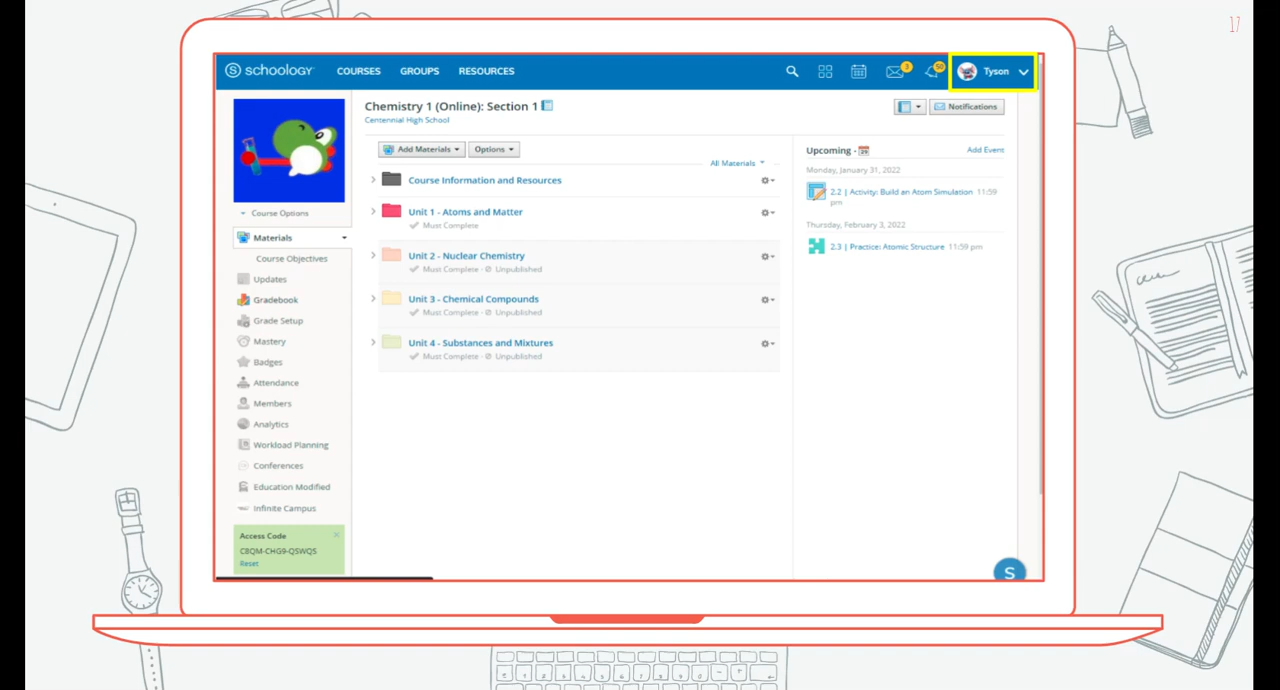 17
schoology
COURSES GROUPS RESOURCES
3
Tyson
Chemistry 1 (Online): Section 1
Centennial High School
Notifications
Add Materials
Options
All Materials
Course Information and Resources
Unit 1 - Atoms and Matter
Must Complete
Unit 2 - Nuclear Chemistry
Must Complete · Unpublished
Unit 3 - Chemical Compounds
Must Complete · Unpublished
Unit 4 - Substances and Mixtures
Must Complete · Unpublished
Upcoming ·
Add Event
Monday, January 31, 2022
2.2 | Activity: Build an Atom Simulation 11:59
pm
Thursday, February 3, 2022
2.3 | Practice: Atomic Structure 11:59 pm
Course Options
Materials
Course Objectives
Updates
Gradebook
Grade Setup
Mastery
Badges
Attendance
Members
Analytics
Workload Planning
Conferences
Education Modified
Infinite Campus
Access Code
C8QM-CHG9-QSWQS
Reset
S